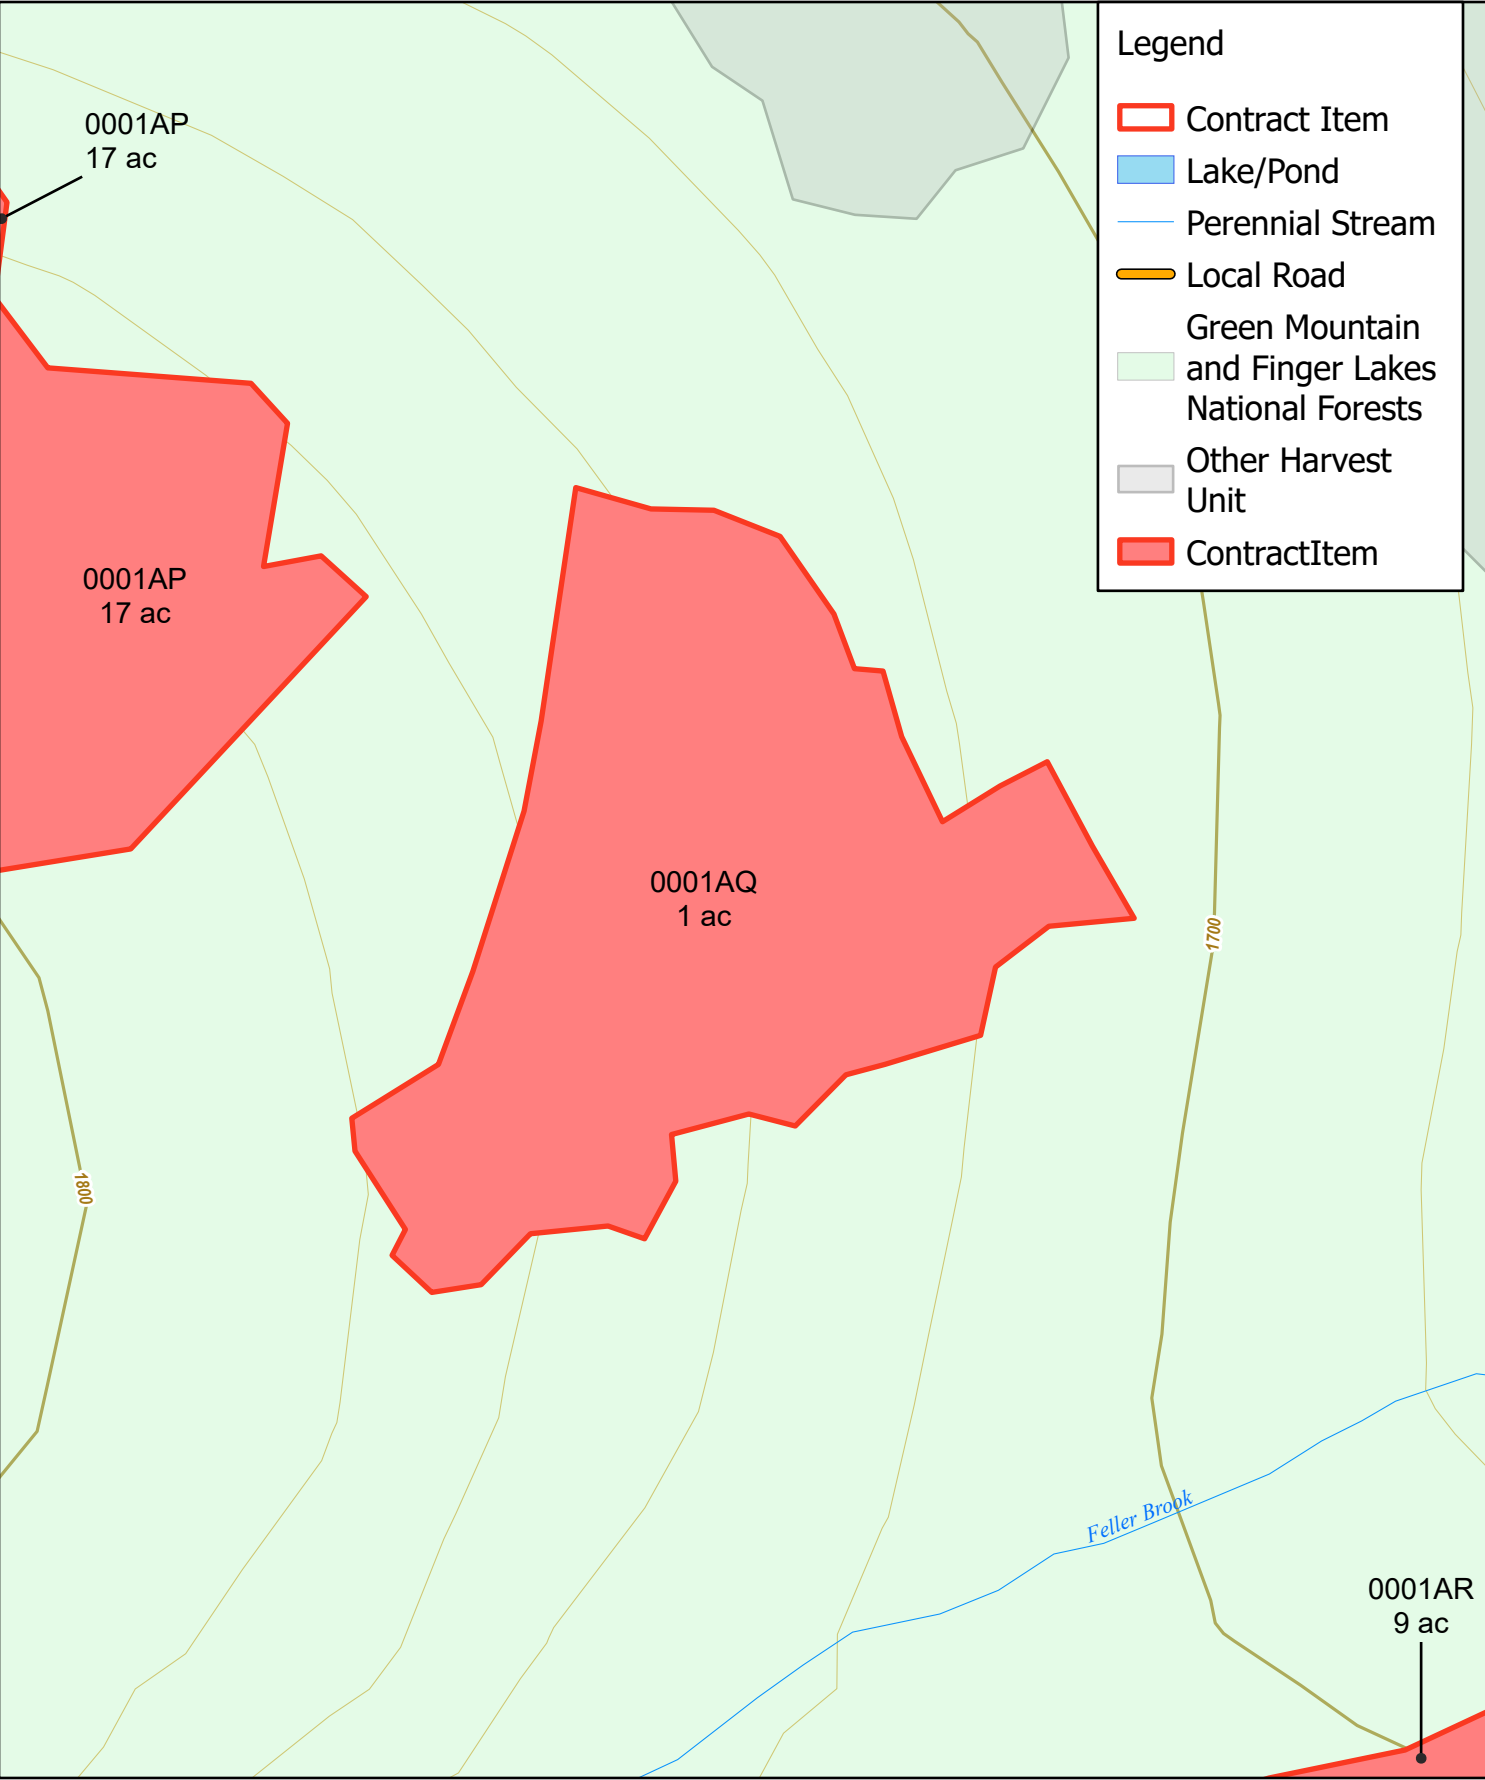 Legend
Contract Item
Lake/Pond
Perennial Stream
Local Road
Green Mountain
and Finger Lakes
National Forests
Other Harvest
Unit
ContractItem
0001AP
17 ac
0001AP
17 ac
0001AQ
1 ac
1700
1800
Feller Brook
0001AR
9 ac